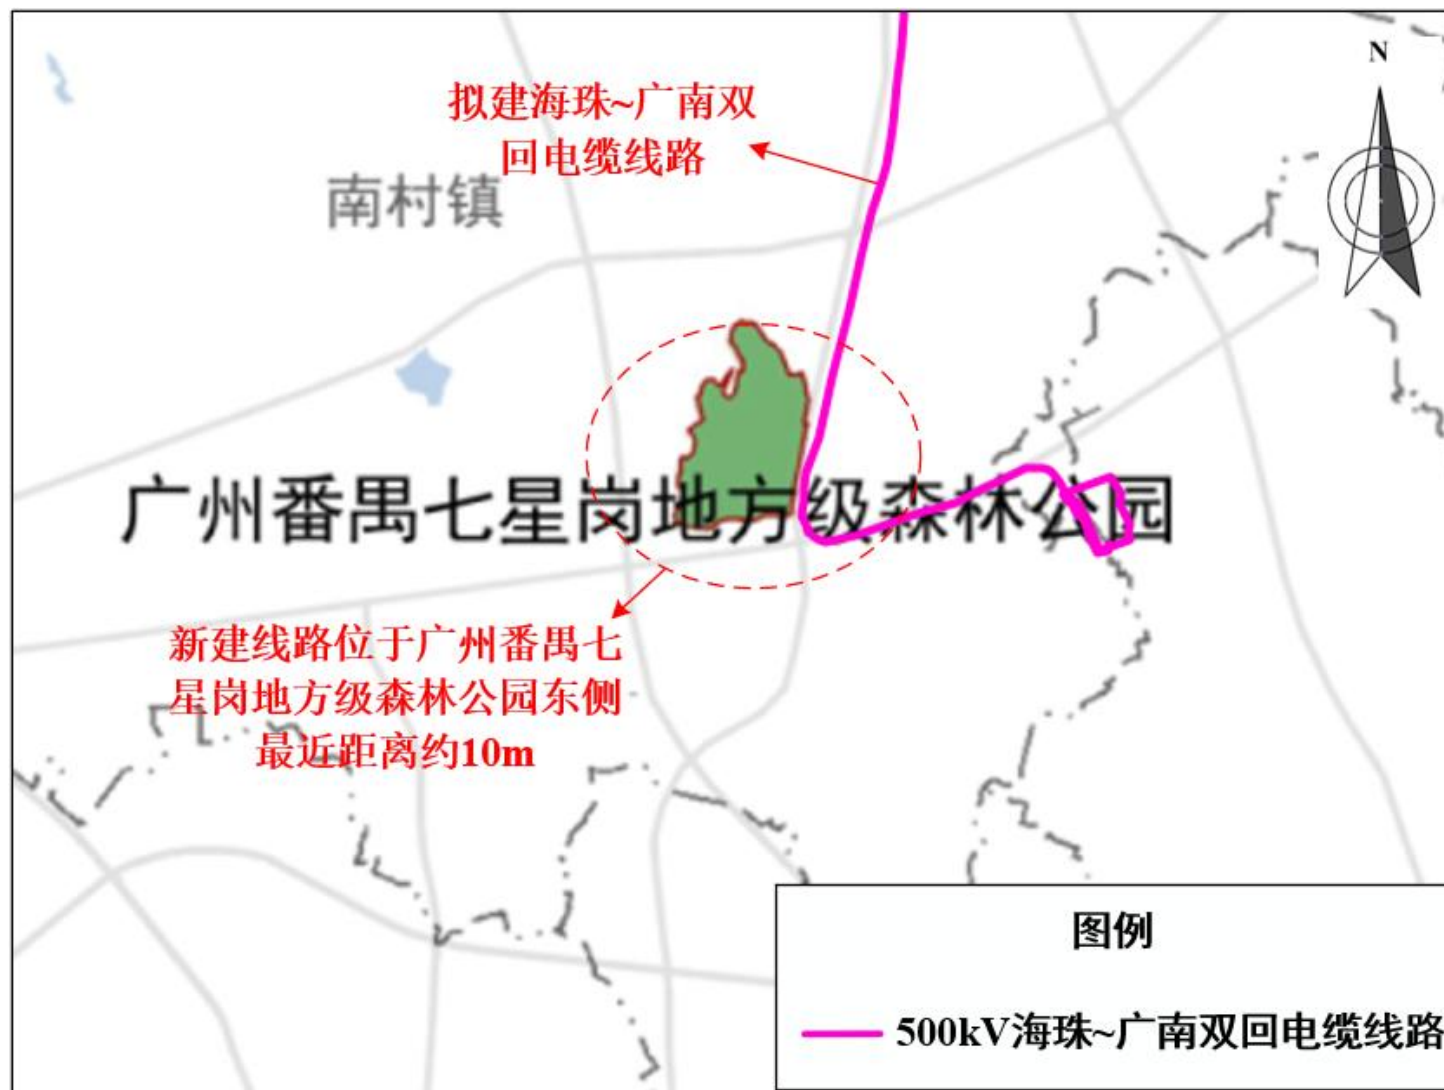 N
拟建海珠~广南双
回电缆线路
南村镇
广州番禺七星岗地方级森林公园
新建线路位于广州番禺七
星岗地方级森林公园东侧
最近距离约10m
图例
500kV海珠~广南双回电缆线路